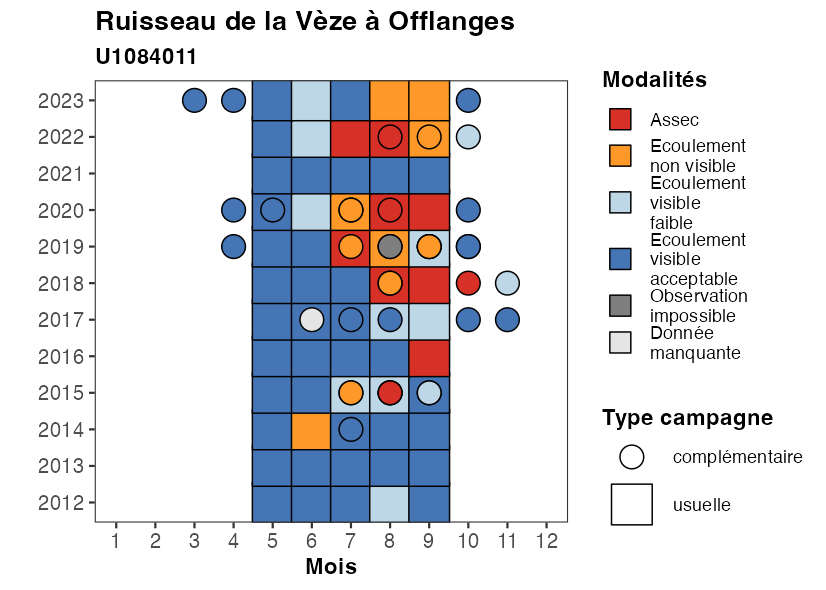 Ruisseau de la Vèze à Offlanges
U1084011
2023
2022
2021
2020
2019
2018
2017
2016
2015
2014
2013
2012
1 2 3 4 5 6 7 8 9 10 11 12
Mois
Modalités
Assec
Ecoulement
non visible
Ecoulement
visible
faible
Ecoulement
visible
acceptable
Observation
impossible
Donnée
manquante
Type campagne
complémentaire
usuelle